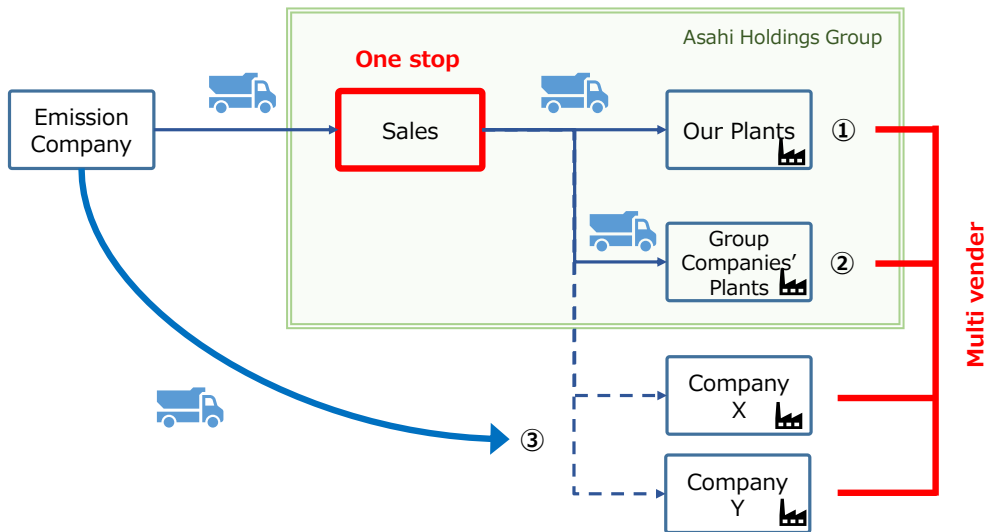 Asahi Holdings Group
One stop
Emission
Company
Sales
Our Plants
①
Group
Companies’
Plants
②
Multi vender
Company
X
③
Company
Y